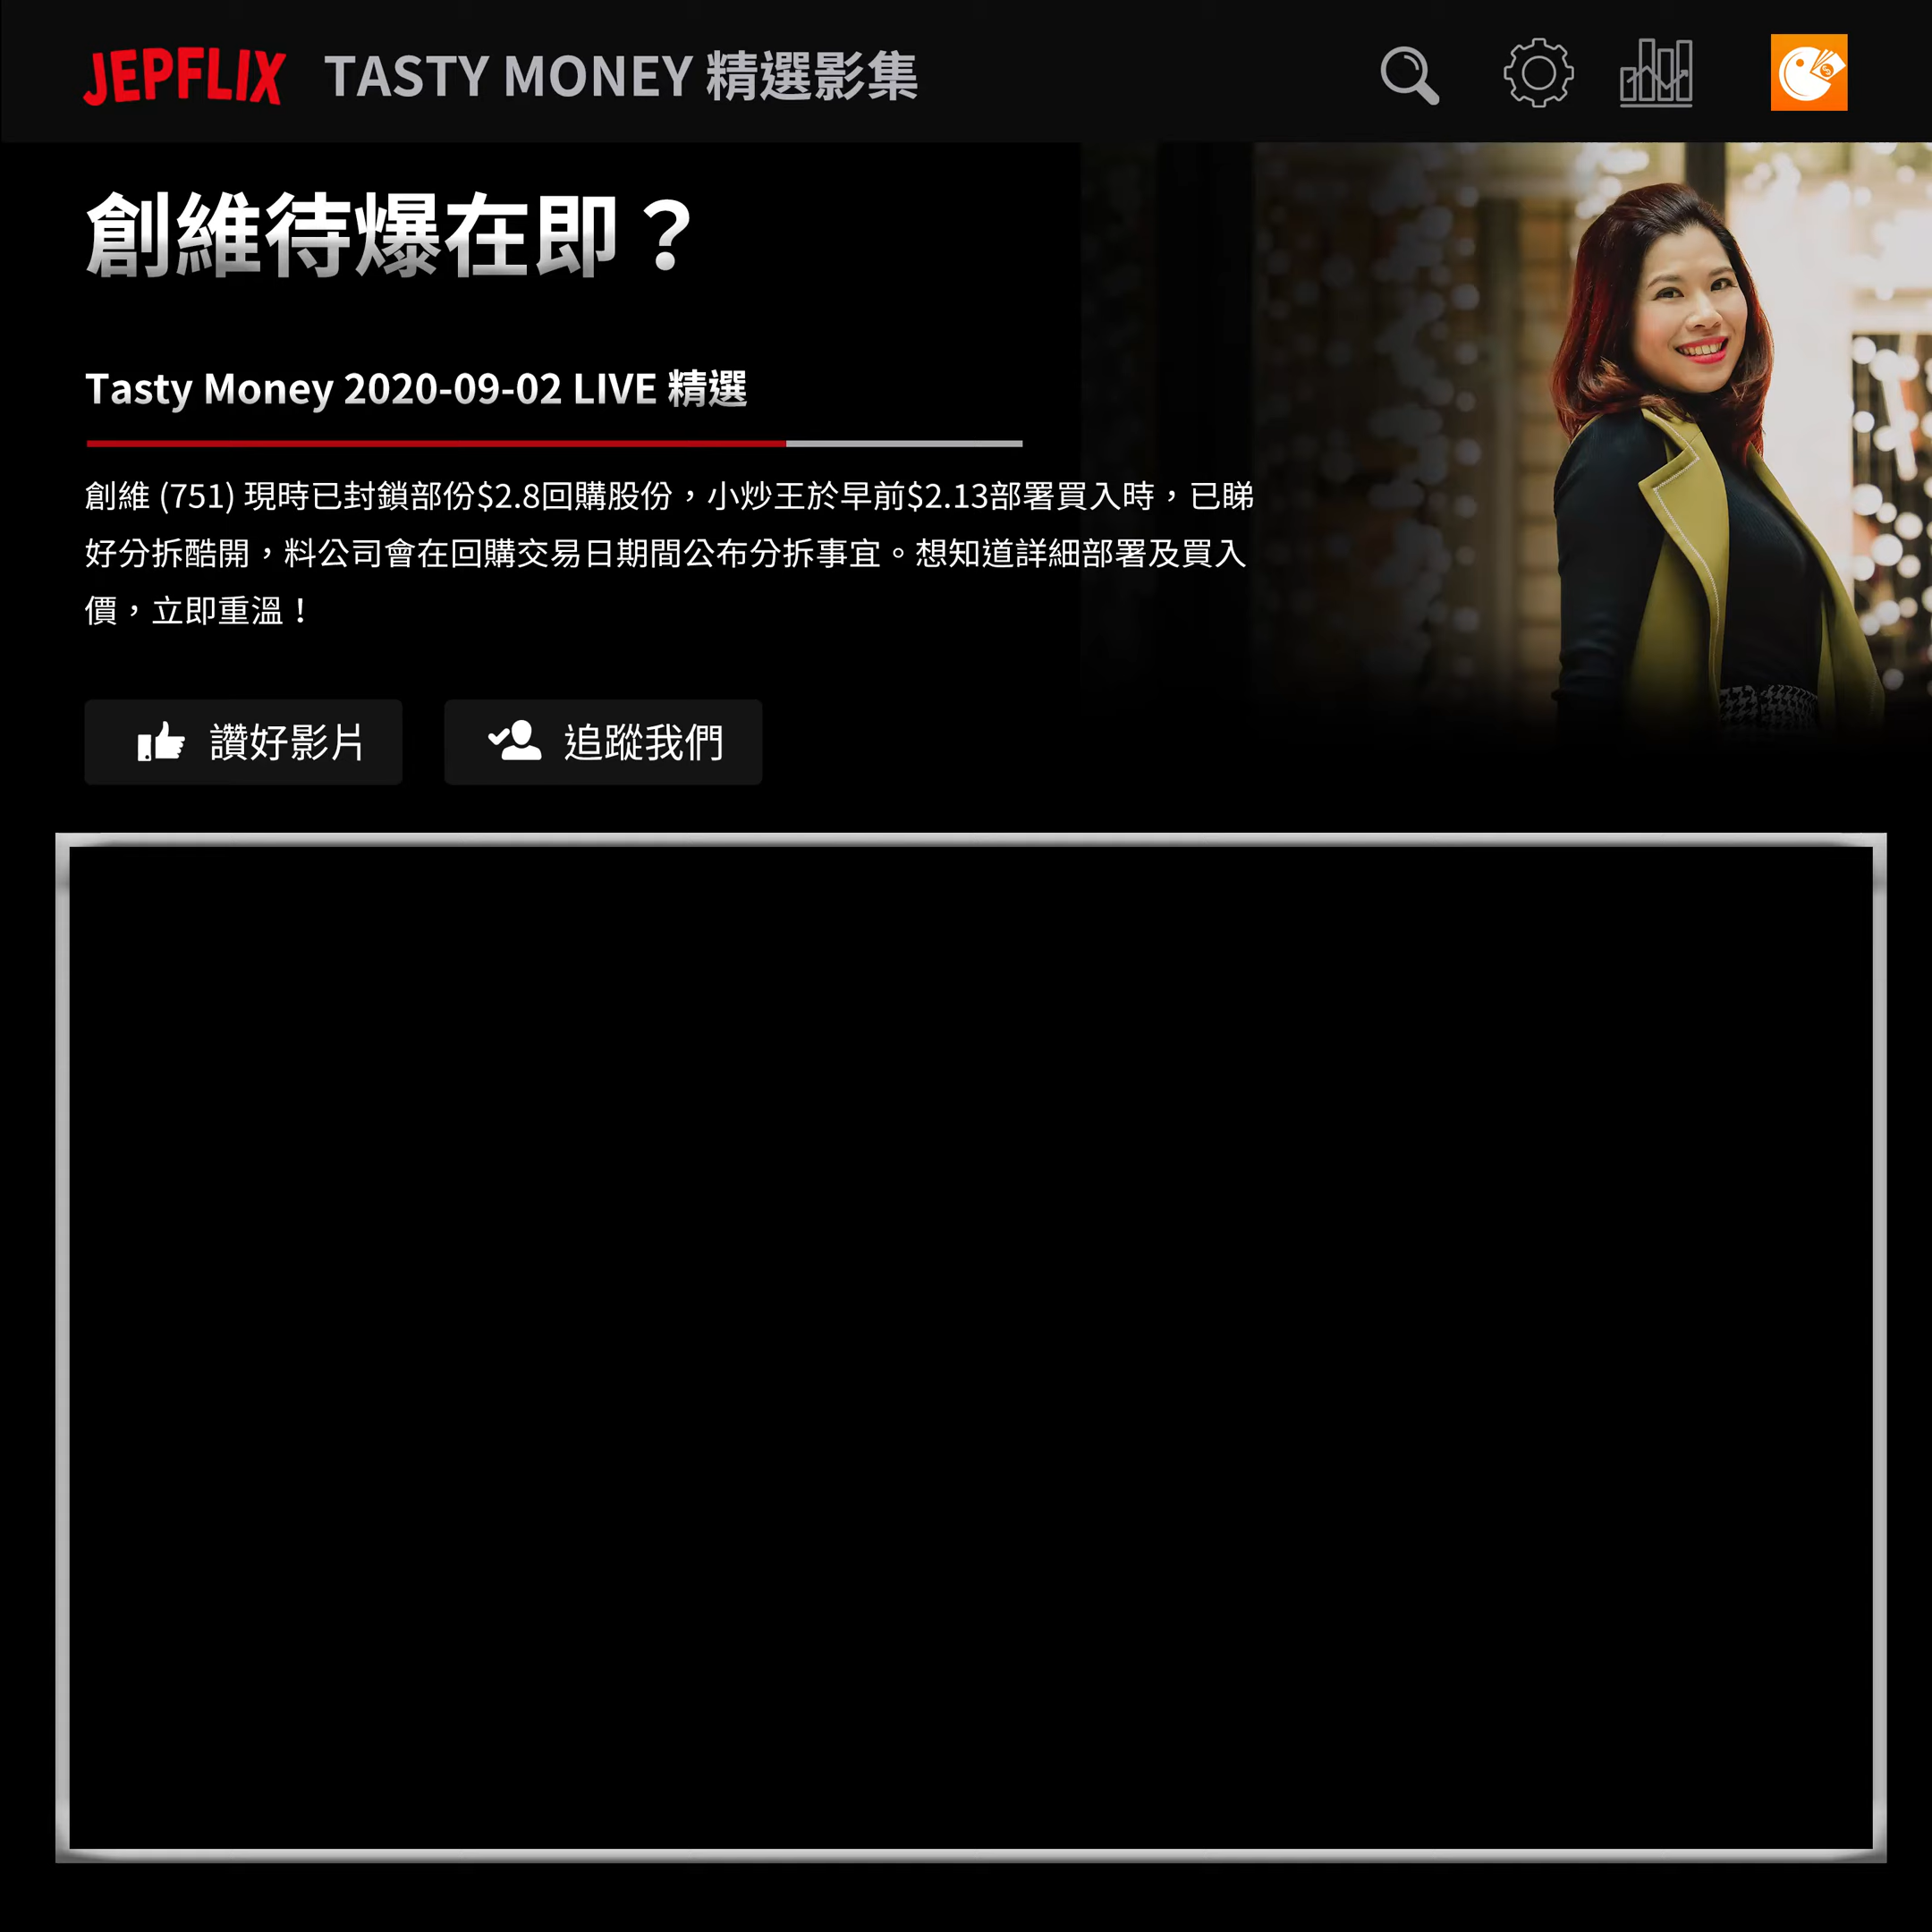 JEPFLIX TASTY MONEY 精選影集
創維待爆在即？
Tasty Money 2020-09-02 LIVE 精選
創維 (751) 現時已封鎖部份$2.8回購股份，小炒王於早前$2.13部署買入時，已睇
好分拆酷開，料公司會在回購交易日期間公布分拆事宜。想知道詳細部署及買入
價，立即重溫！
讚好影片 追蹤我們